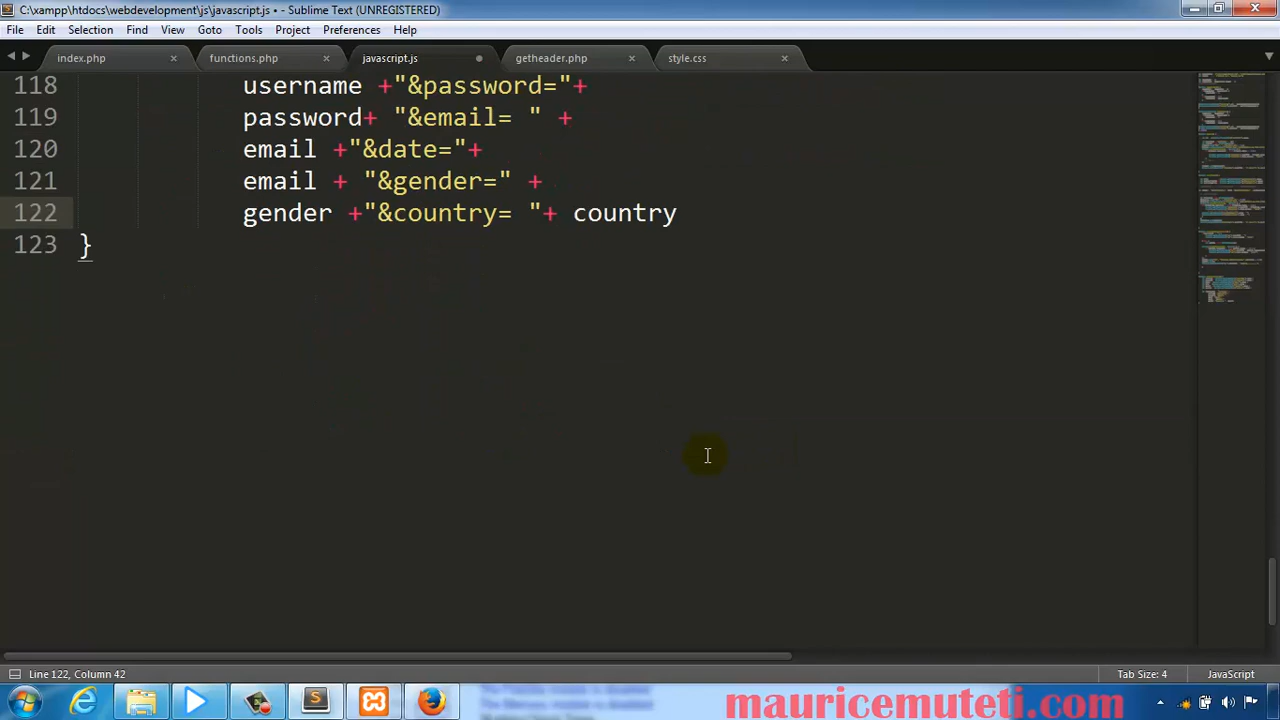 C:\xampp\htdocs\webdevelopment\js\javascript.js • - Sublime Text (UNREGISTERED)
File Edit Selection Find View Goto Tools Project Preferences Help
index.php functions.php javascript.js getheader.php style.css
118 username +"&password="+
119 password+ "&email= " +
120 email +"&date="+
121 email + "&gender=" +
122 gender +"&country= "+ country
123 }
Line 122, Column 42 Tab Size: 4 JavaScript
mauricemuteti.com